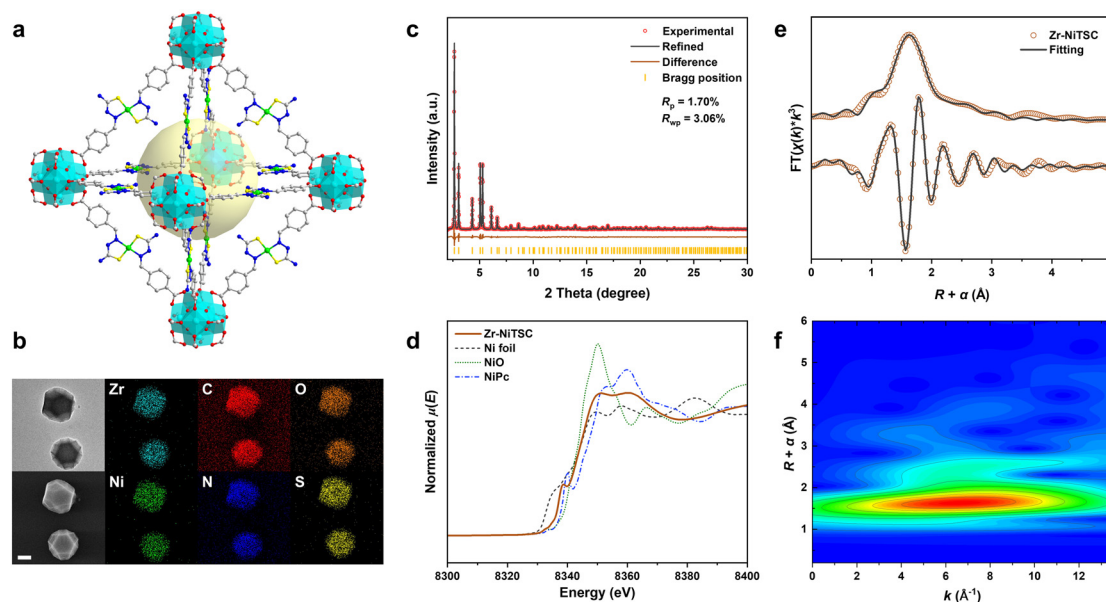 a
b
Zr
C
O
Ni
N
S
c
Experimental
Refined
Difference
Bragg position
Rp = 1.70%
Rwp = 3.06%
Intensity (a.u.)
5 10 15 20 25 30
2 Theta (degree)
d
Zr-NiTSC
Ni foil
NiO
NiPc
Normalized μ(E)
8300 8320 8340 8360 8380 8400
Energy (eV)
e
Zr-NiTSC
Fitting
FT(χ(k)*k³)
0 1 2 3 4
R + α (Å)
f
6
5
4
3
2
1
R + α (Å)
0 2 4 6 8 10 12
k (Å⁻¹)